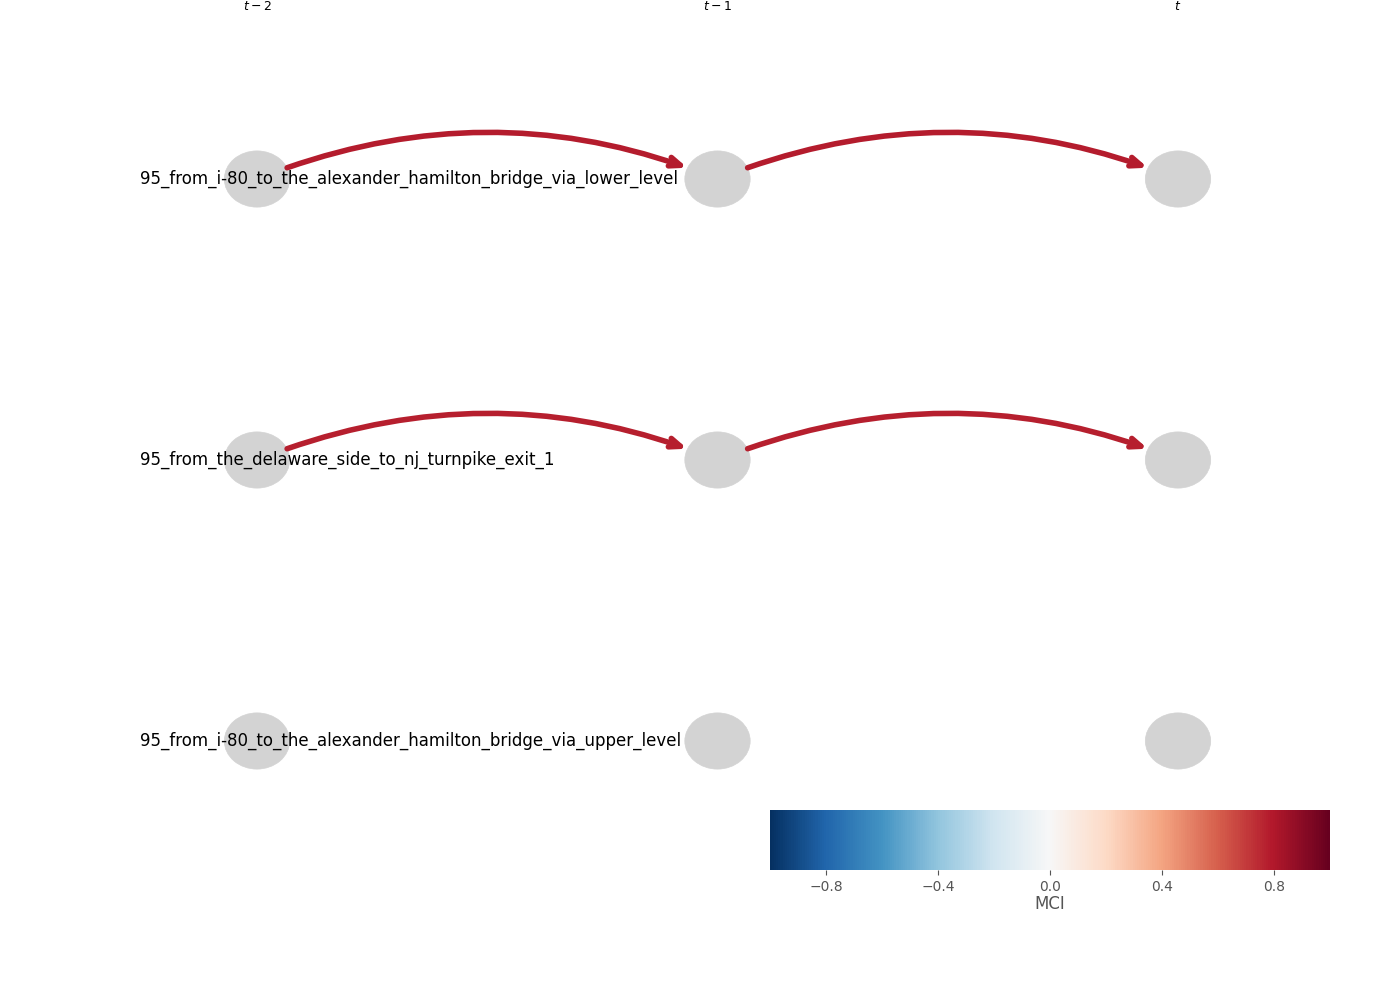 t − 2 t − 1 t
95_from_i-80_to_the_alexander_hamilton_bridge_via_lower_level
95_from_the_delaware_side_to_nj_turnpike_exit_1
95_from_i-80_to_the_alexander_hamilton_bridge_via_upper_level
−0.8 −0.4 0.0 0.4 0.8
MCI